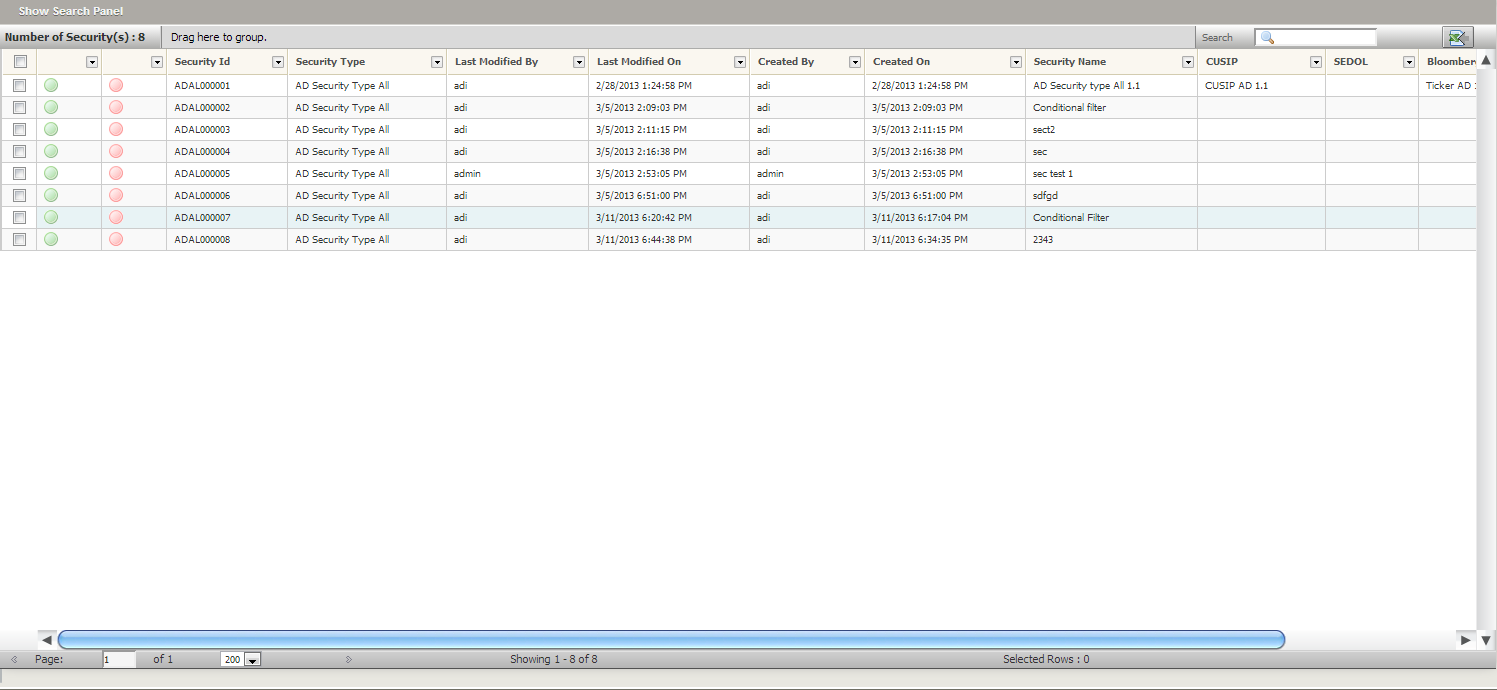 Show Search Panel
Number of Security(s) : 8 Drag here to group. Search
Security Id Security Type Last Modified By Last Modified On Created By Created On Security Name CUSIP SEDOL Bloomber
ADAL000001 AD Security Type All adi 2/28/2013 1:24:58 PM adi 2/28/2013 1:24:58 PM AD Security type All 1.1 CUSIP AD 1.1 Ticker AD
ADAL000002 AD Security Type All adi 3/5/2013 2:09:03 PM adi 3/5/2013 2:09:03 PM Conditional filter
ADAL000003 AD Security Type All adi 3/5/2013 2:11:15 PM adi 3/5/2013 2:11:15 PM sect2
ADAL000004 AD Security Type All adi 3/5/2013 2:16:38 PM adi 3/5/2013 2:16:38 PM sec
ADAL000005 AD Security Type All admin 3/5/2013 2:53:05 PM admin 3/5/2013 2:53:05 PM sec test 1
ADAL000006 AD Security Type All adi 3/5/2013 6:51:00 PM adi 3/5/2013 6:51:00 PM sdfgd
ADAL000007 AD Security Type All adi 3/11/2013 6:20:42 PM adi 3/11/2013 6:17:04 PM Conditional Filter
ADAL000008 AD Security Type All adi 3/11/2013 6:44:38 PM adi 3/11/2013 6:34:35 PM 2343
Page: 1 of 1 200 Showing 1 - 8 of 8 Selected Rows : 0